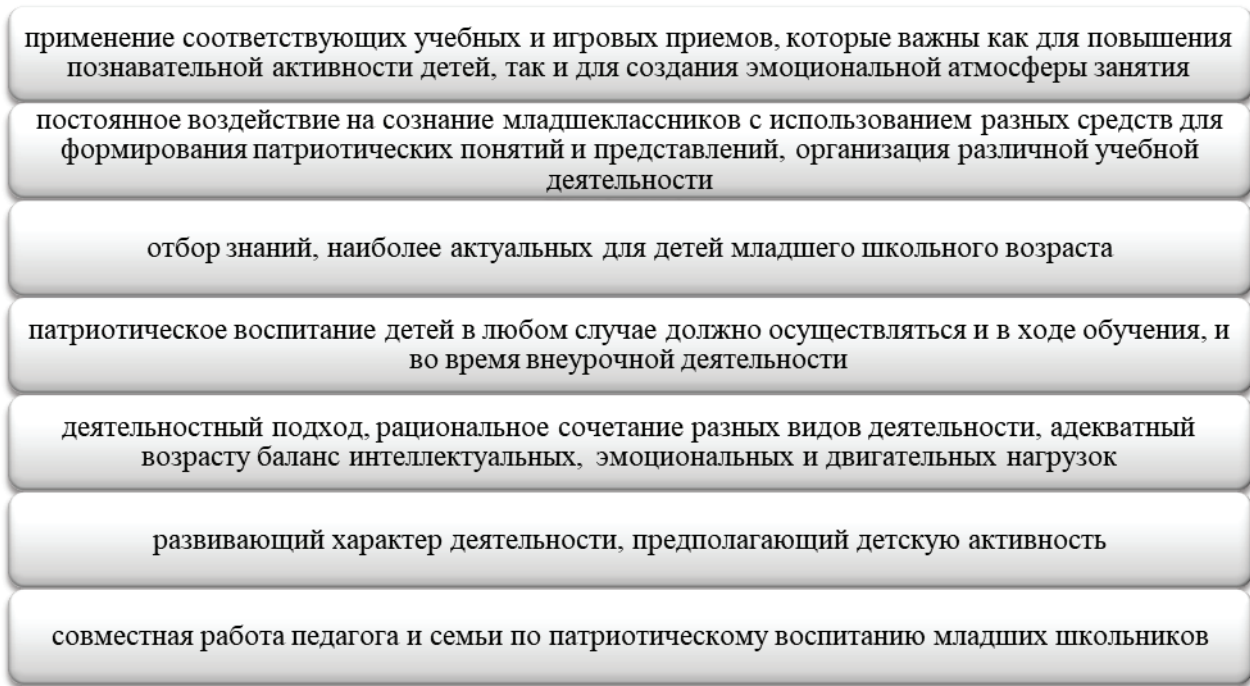 применение соответствующих учебных и игровых приемов, которые важны как для повышения
познавательной активности детей, так и для создания эмоциональной атмосферы занятия
постоянное воздействие на сознание младшеклассников с использованием разных средств для
формирования патриотических понятий и представлений, организация различной учебной
деятельности
отбор знаний, наиболее актуальных для детей младшего школьного возраста
патриотическое воспитание детей в любом случае должно осуществляться и в ходе обучения, и
во время внеурочной деятельности
деятельностный подход, рациональное сочетание разных видов деятельности, адекватный
возрасту баланс интеллектуальных, эмоциональных и двигательных нагрузок
развивающий характер деятельности, предполагающий детскую активность
совместная работа педагога и семьи по патриотическому воспитанию младших школьников